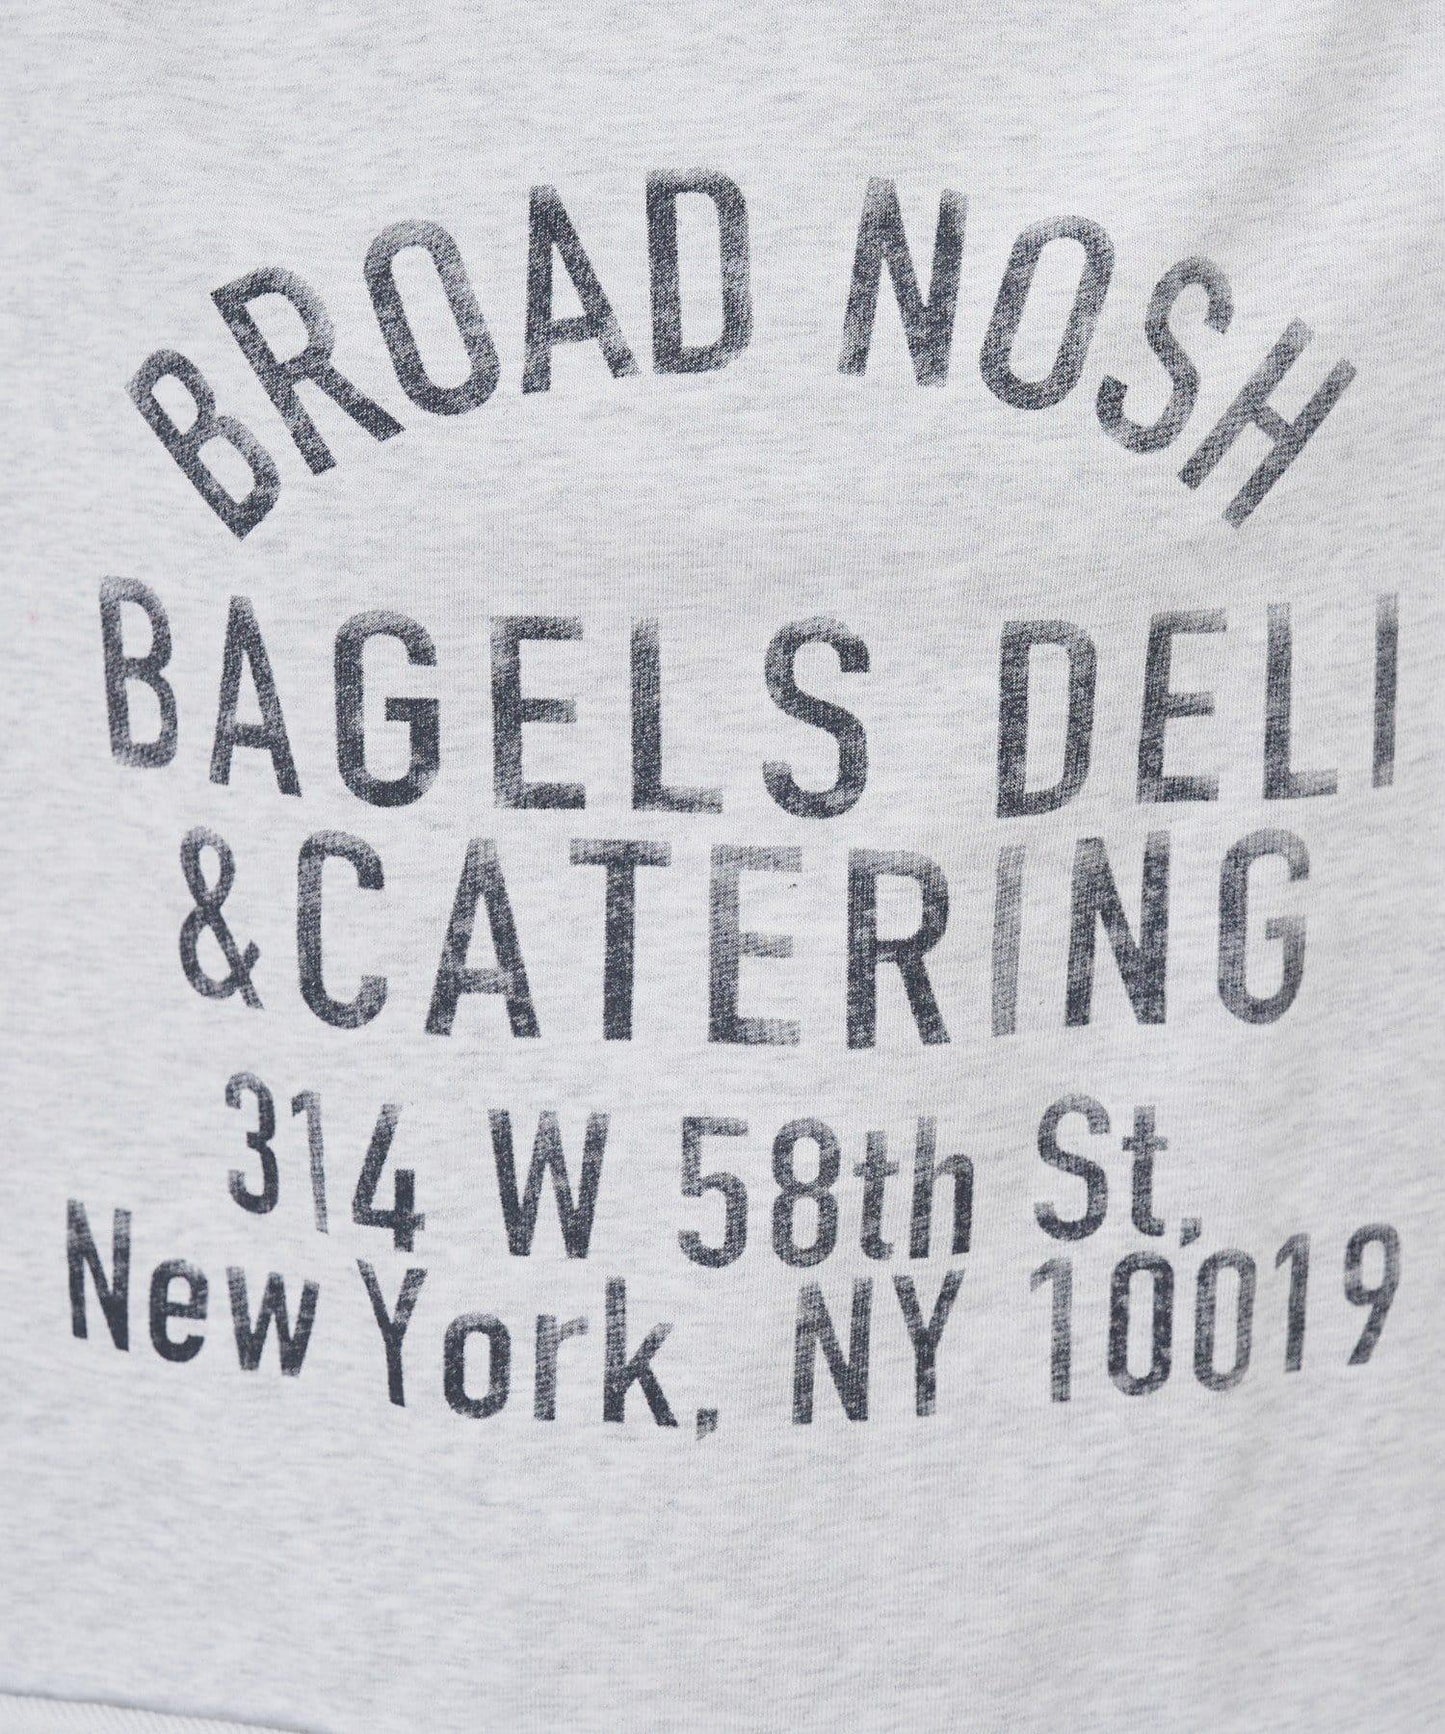 BROAD NOSH
BAGELS DELI
&CATERING
314 W 58th St,
New York, NY 10019